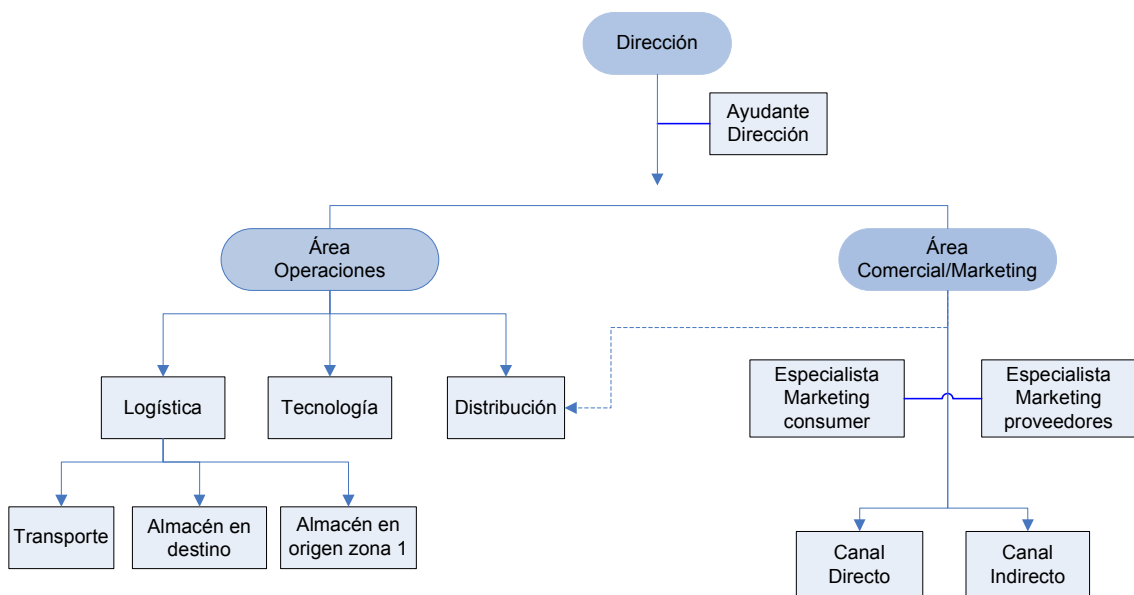 Dirección
Ayudante
Dirección
Área
Operaciones
Área
Comercial/Marketing
Logística
Tecnología
Distribución
Especialista
Marketing
consumer
Especialista
Marketing
proveedores
Transporte
Almacén en
destino
Almacén en
origen zona 1
Canal
Directo
Canal
Indirecto